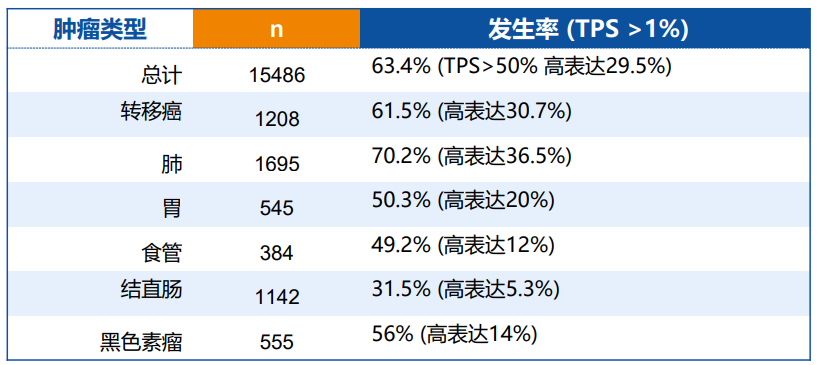 肿瘤类型 n 发生率 (TPS >1%)
总计 15486 63.4% (TPS>50% 高表达29.5%)
转移癌 1208 61.5% (高表达30.7%)
肺 1695 70.2% (高表达36.5%)
胃 545 50.3% (高表达20%)
食管 384 49.2% (高表达12%)
结直肠 1142 31.5% (高表达5.3%)
黑色素瘤 555 56% (高表达14%)